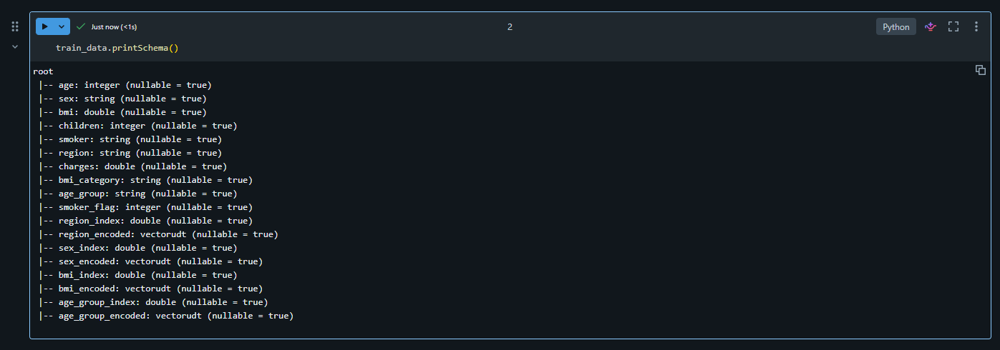 Just now (<1s)
2
Python
train_data.printSchema()
root
 |-- age: integer (nullable = true)
 |-- sex: string (nullable = true)
 |-- bmi: double (nullable = true)
 |-- children: integer (nullable = true)
 |-- smoker: string (nullable = true)
 |-- region: string (nullable = true)
 |-- charges: double (nullable = true)
 |-- bmi_category: string (nullable = true)
 |-- age_group: string (nullable = true)
 |-- smoker_flag: integer (nullable = true)
 |-- region_index: double (nullable = true)
 |-- region_encoded: vectorudt (nullable = true)
 |-- sex_index: double (nullable = true)
 |-- sex_encoded: vectorudt (nullable = true)
 |-- bmi_index: double (nullable = true)
 |-- bmi_encoded: vectorudt (nullable = true)
 |-- age_group_index: double (nullable = true)
 |-- age_group_encoded: vectorudt (nullable = true)